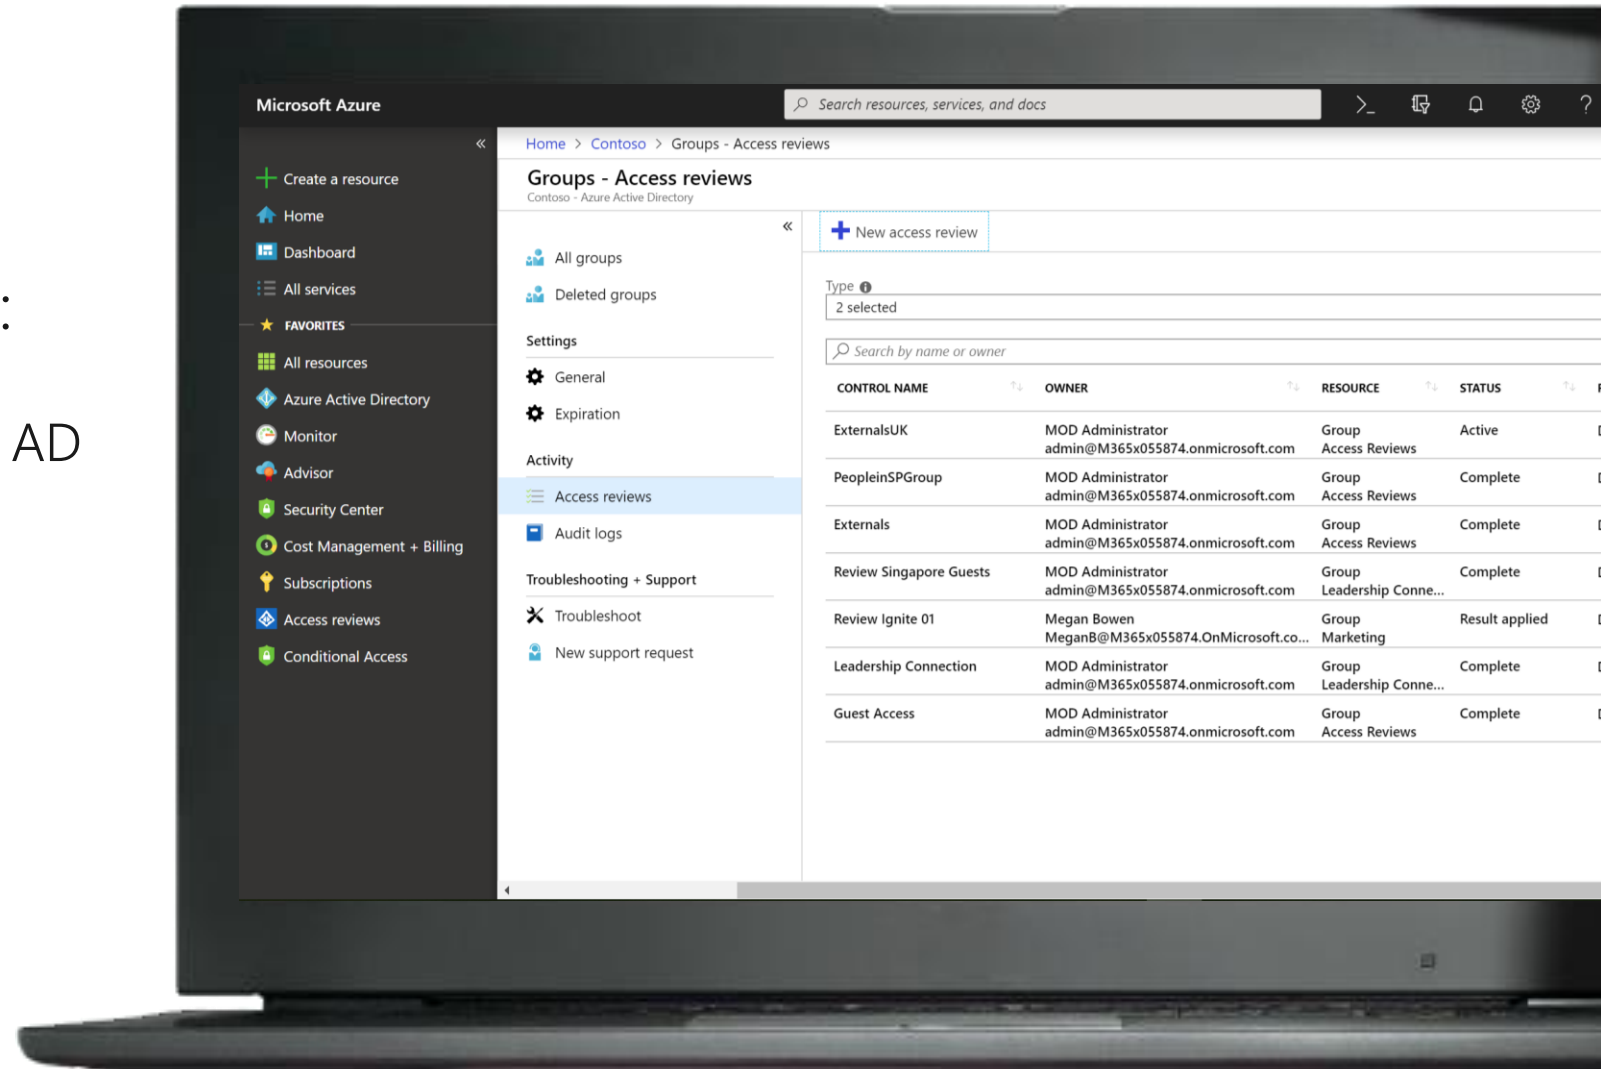 :
AD
Microsoft Azure
Search resources, services, and docs
«
Create a resource
Home
Dashboard
All services
FAVORITES
All resources
Azure Active Directory
Monitor
Advisor
Security Center
Cost Management + Billing
Subscriptions
Access reviews
Conditional Access
Home > Contoso > Groups - Access reviews
Groups - Access reviews
Contoso - Azure Active Directory
«
All groups
Deleted groups
Settings
General
Expiration
Activity
Access reviews
Audit logs
Troubleshooting + Support
Troubleshoot
New support request
New access review
Type
2 selected
Search by name or owner
CONTROL NAME OWNER RESOURCE STATUS
ExternalsUK MOD Administrator Group Active
admin@M365x055874.onmicrosoft.com Access Reviews
PeopleinSPGroup MOD Administrator Group Complete
admin@M365x055874.onmicrosoft.com Access Reviews
Externals MOD Administrator Group Complete
admin@M365x055874.onmicrosoft.com Access Reviews
Review Singapore Guests MOD Administrator Group Complete
admin@M365x055874.onmicrosoft.com Leadership Conne...
Review Ignite 01 Megan Bowen Group Result applied
MeganB@M365x055874.OnMicrosoft.co... Marketing
Leadership Connection MOD Administrator Group Complete
admin@M365x055874.onmicrosoft.com Leadership Conne...
Guest Access MOD Administrator Group Complete
admin@M365x055874.onmicrosoft.com Access Reviews